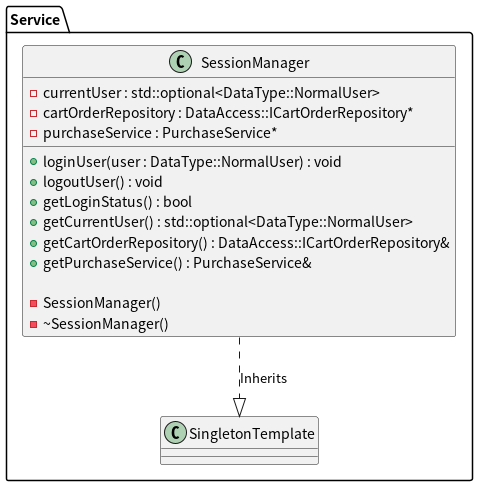 Service
C SessionManager
currentUser : std::optional<DataType::NormalUser>
cartOrderRepository : DataAccess::ICartOrderRepository*
purchaseService : PurchaseService*
loginUser(user : DataType::NormalUser) : void
logoutUser() : void
getLoginStatus() : bool
getCurrentUser() : std::optional<DataType::NormalUser>
getCartOrderRepository() : DataAccess::ICartOrderRepository&
getPurchaseService() : PurchaseService&
SessionManager()
~SessionManager()
Inherits
C SingletonTemplate